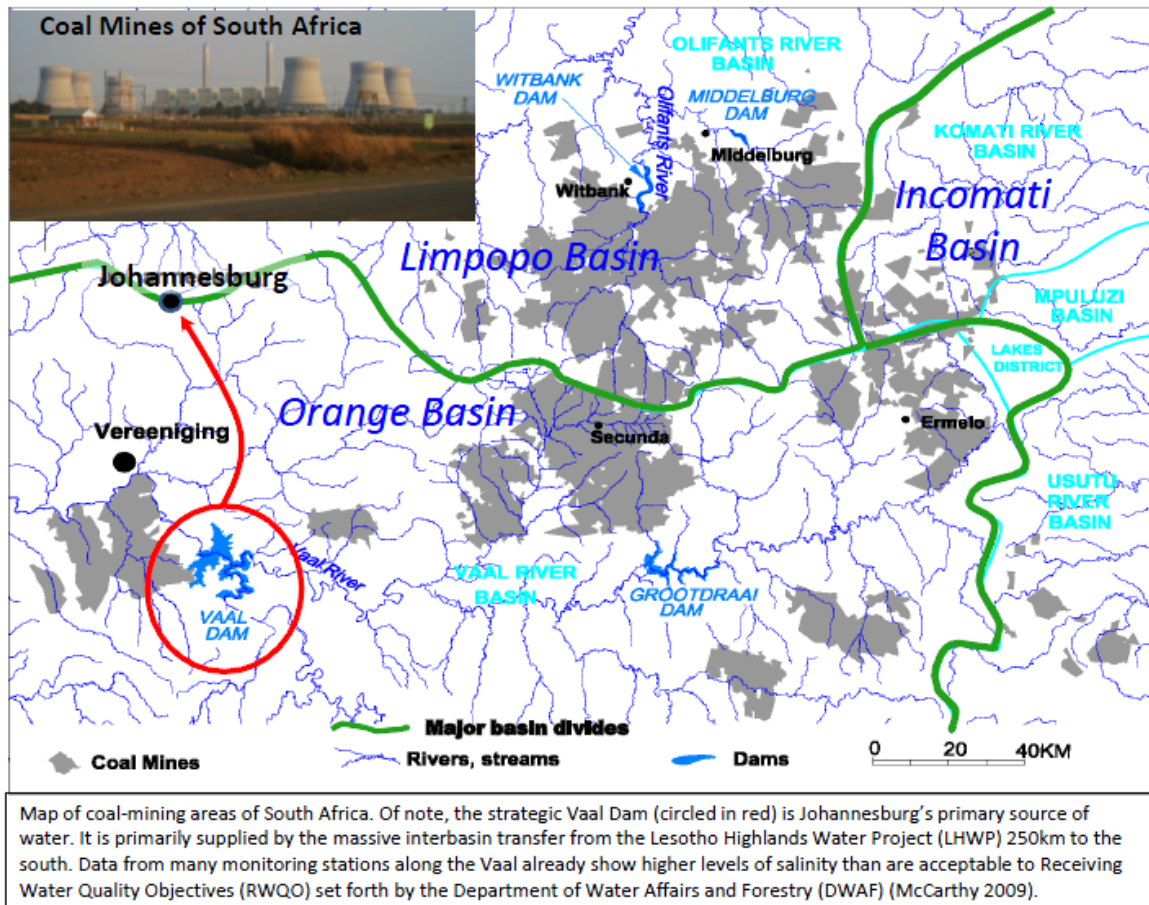 Coal Mines of South Africa
OLIFANTS RIVER
BASIN
WITBANK
DAM
MIDDELBURG
DAM
Olifants River
Middelburg
Witbank
KOMATI RIVER
BASIN
Incomati
Basin
Limpopo Basin
Johannesburg
MPULUZI
BASIN
LAKES
DISTRICT
Orange Basin
Vereeniging
Secunda
Ermelo
USUTU
RIVER
BASIN
Vaal River
VAAL RIVER
BASIN
GROOTDRAAI
DAM
VAAL
DAM
Major basin divides
Coal Mines
Rivers, streams
Dams
0 20 40KM
Map of coal-mining areas of South Africa. Of note, the strategic Vaal Dam (circled in red) is Johannesburg's primary source of
water. It is primarily supplied by the massive interbasin transfer from the Lesotho Highlands Water Project (LHWP) 250km to the
south. Data from many monitoring stations along the Vaal already show higher levels of salinity than are acceptable to Receiving
Water Quality Objectives (RWQO) set forth by the Department of Water Affairs and Forestry (DWAF) (McCarthy 2009).